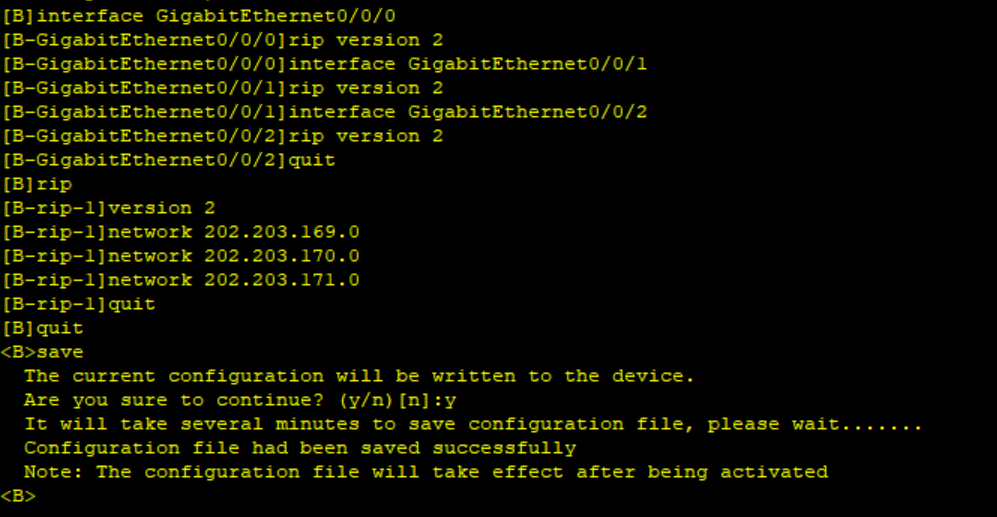 [B]interface GigabitEthernet0/0/0
[B-GigabitEthernet0/0/0]rip version 2
[B-GigabitEthernet0/0/0]interface GigabitEthernet0/0/1
[B-GigabitEthernet0/0/1]rip version 2
[B-GigabitEthernet0/0/1]interface GigabitEthernet0/0/2
[B-GigabitEthernet0/0/2]rip version 2
[B-GigabitEthernet0/0/2]quit
[B]rip
[B-rip-1]version 2
[B-rip-1]network 202.203.169.0
[B-rip-1]network 202.203.170.0
[B-rip-1]network 202.203.171.0
[B-rip-1]quit
[B]quit
<B>save
  The current configuration will be written to the device.
  Are you sure to continue? (y/n)[n]:y
  It will take several minutes to save configuration file, please wait.......
  Configuration file had been saved successfully
  Note: The configuration file will take effect after being activated
<B>